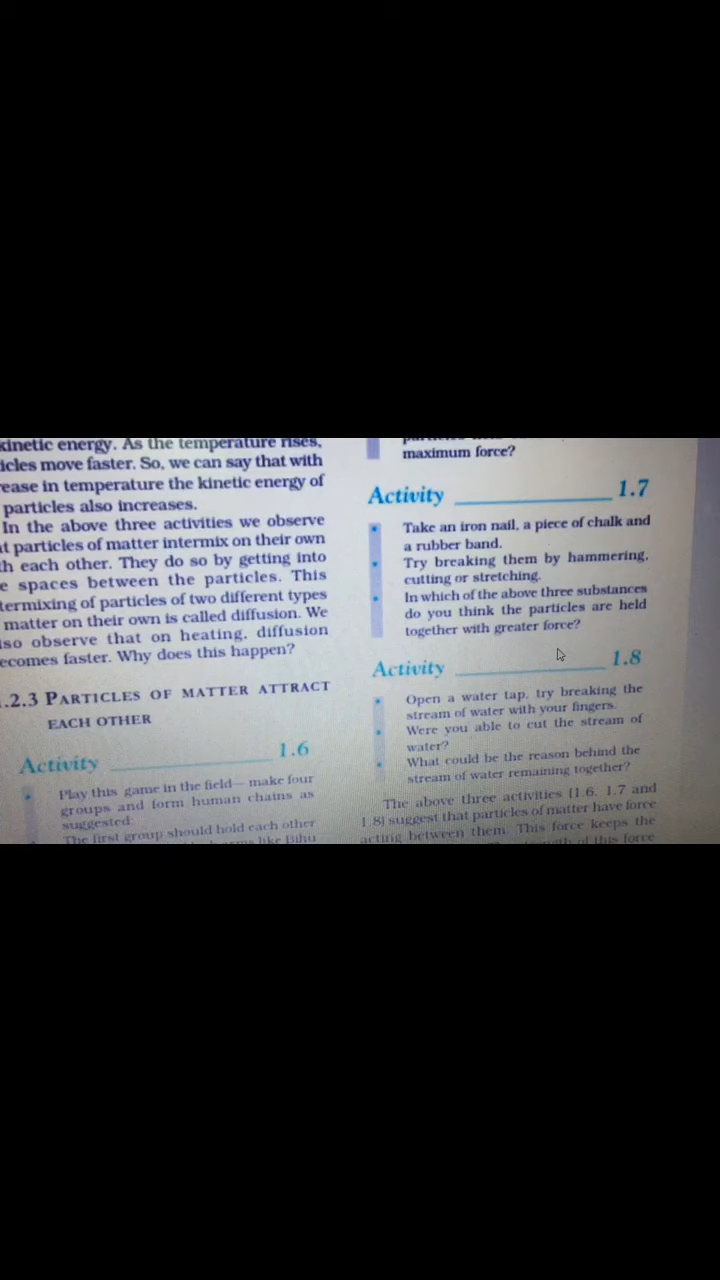 kinetic energy. As the temperature rises,
icles move faster. So, we can say that with
rease in temperature the kinetic energy of
particles also increases.
In the above three activities we observe
at particles of matter intermix on their own
th each other. They do so by getting into
e spaces between the particles. This
termixing of particles of two different types
matter on their own is called diffusion. We
lso observe that on heating, diffusion
ecomes faster. Why does this happen?
.2.3 PARTICLES OF MATTER ATTRACT
EACH OTHER
Activity 1.6
• Play this game in the field— make four
groups and form human chains as
suggested:
The first group should hold each other
like Bihu
maximum force?
Activity 1.7
• Take an iron nail, a piece of chalk and
a rubber band.
• Try breaking them by hammering,
cutting or stretching.
• In which of the above three substances
do you think the particles are held
together with greater force?
Activity 1.8
• Open a water tap, try breaking the
stream of water with your fingers.
• Were you able to cut the stream of
water?
• What could be the reason behind the
stream of water remaining together?
The above three activities (1.6, 1.7 and
1.8) suggest that particles of matter have force
acting between them. This force keeps the
of this force